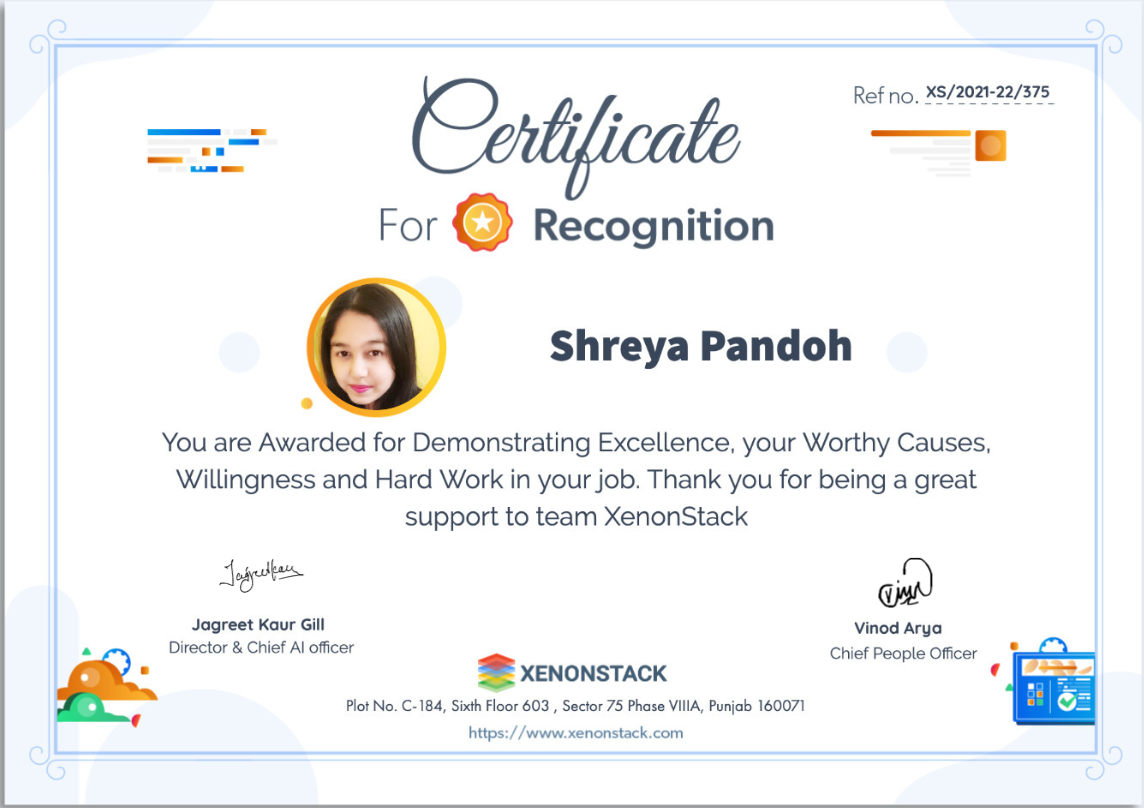 Ref no. XS/2021-22/375
Certificate
For Recognition
Shreya Pandoh
You are Awarded for Demonstrating Excellence, your Worthy Causes,
Willingness and Hard Work in your job. Thank you for being a great
support to team XenonStack
Jagreetkaur
Vinod
Jagreet Kaur Gill
Director & Chief AI officer
Vinod Arya
Chief People Officer
XENONSTACK
Plot No. C-184, Sixth Floor 603 , Sector 75 Phase VIIIA, Punjab 160071
https://www.xenonstack.com